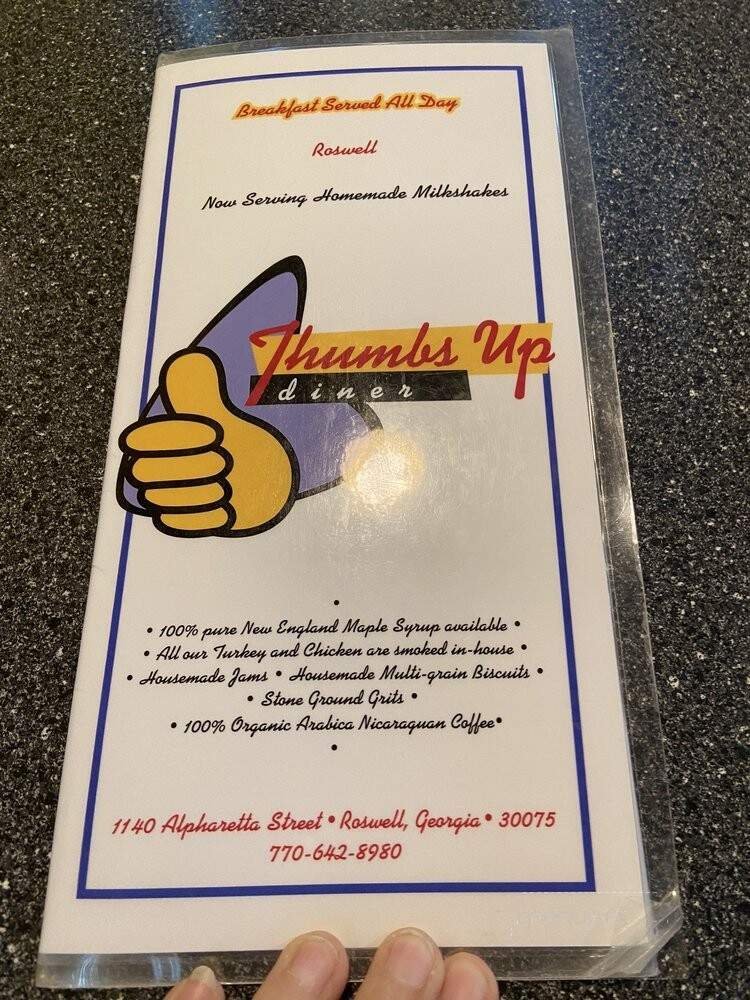 Breakfast Served All Day
Roswell
Now Serving Homemade Milkshakes
Thumbs Up
diner
•
• 100% pure New England Maple Syrup available •
• All our Turkey and Chicken are smoked in-house •
• Housemade Jams • Housemade Multi-grain Biscuits •
• Stone Ground Grits •
• 100% Organic Arabica Nicaraguan Coffee•
•
1140 Alpharetta Street • Roswell, Georgia • 30075
770-642-8980